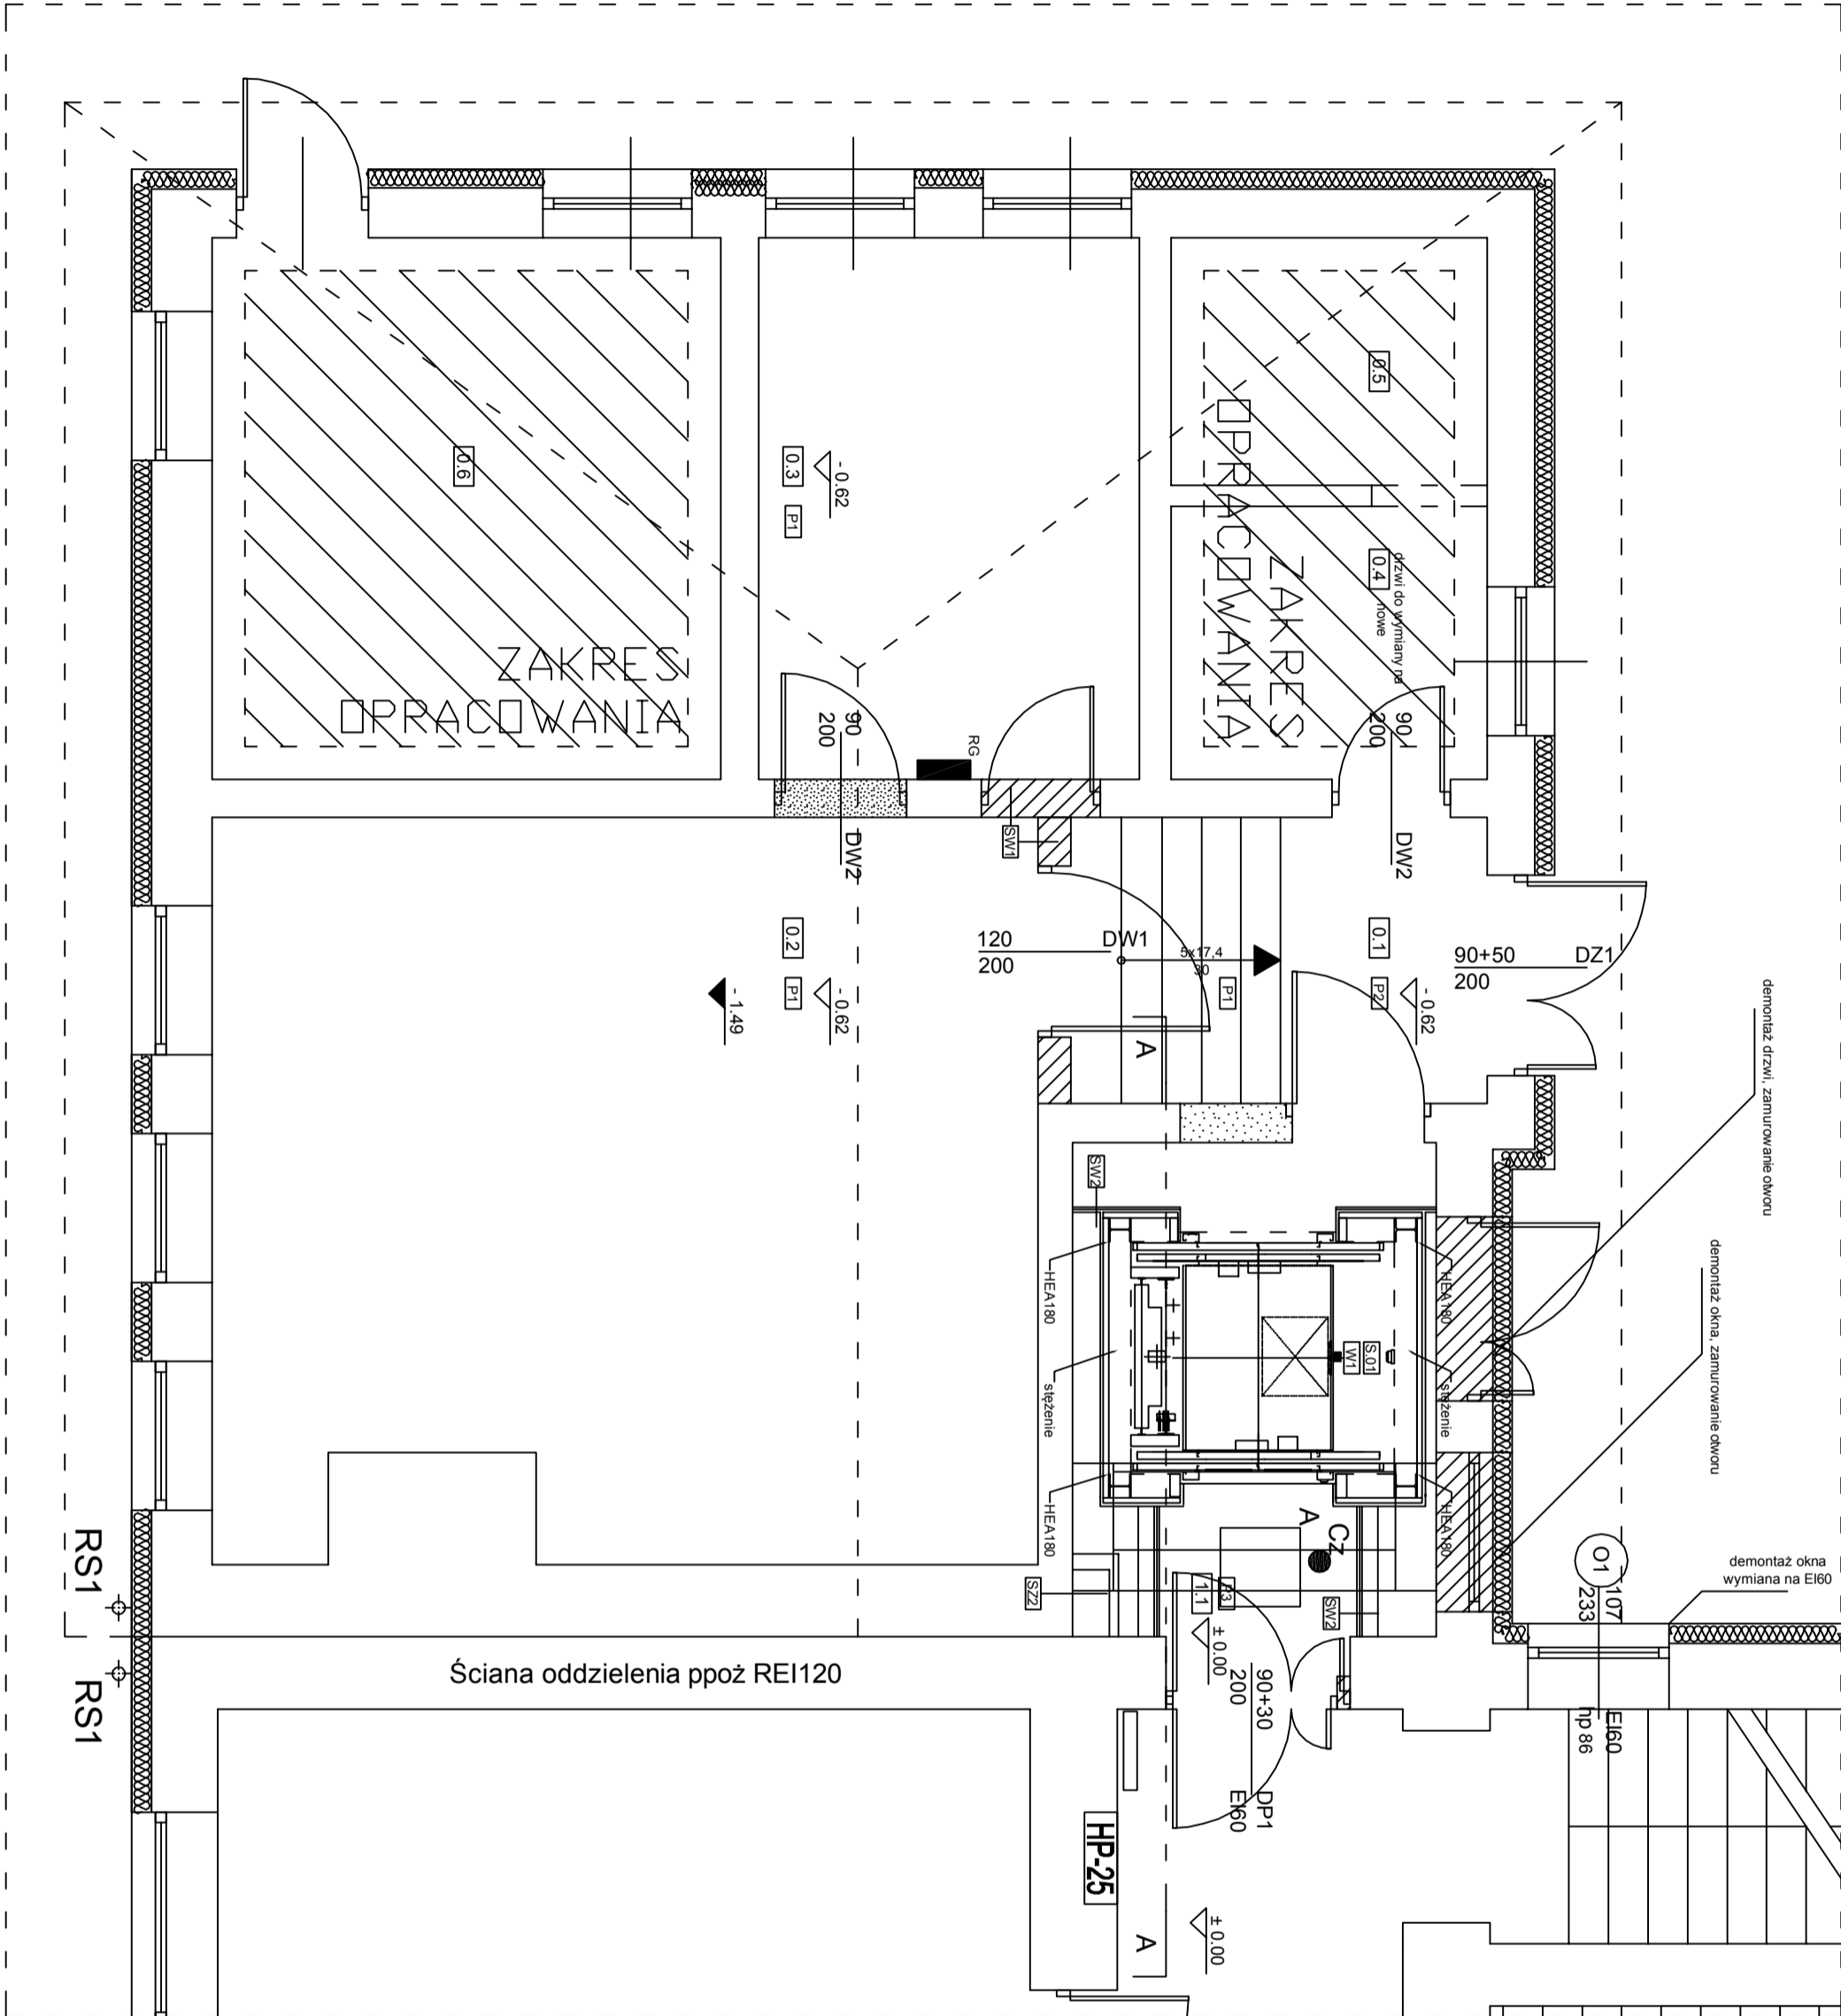 0.5
0.4
drzwi do wymiany na
nowe
ZAKRES
OPRACOWANIA
0.6
ZAKRES
OPRACOWANIA
0.3
P1
- 0.62
90
200
DW2
RG
SW1
90
200
DW2
0.2
P1
- 0.62
- 1.49
120
200
DW1
5x17,4
30
P1
0.1
P2
- 0.62
90+50
200
DZ1
A
demontaż drzwi, zamurowanie otworu
demontaż okna, zamurowanie otworu
demontaż okna
wymiana na EI60
SW2
HEA180
HEA180
stężenie
stężenie
S.01
W1
HEA180
HEA180
A
Cz
SZ2
1.1
P3
SW2
± 0.00
90+30
200
DP1
EI60
O1
107
233
EI60
hp 86
RS1
RS1
Ściana oddzielenia ppoż REI120
HP-25
A
± 0.00